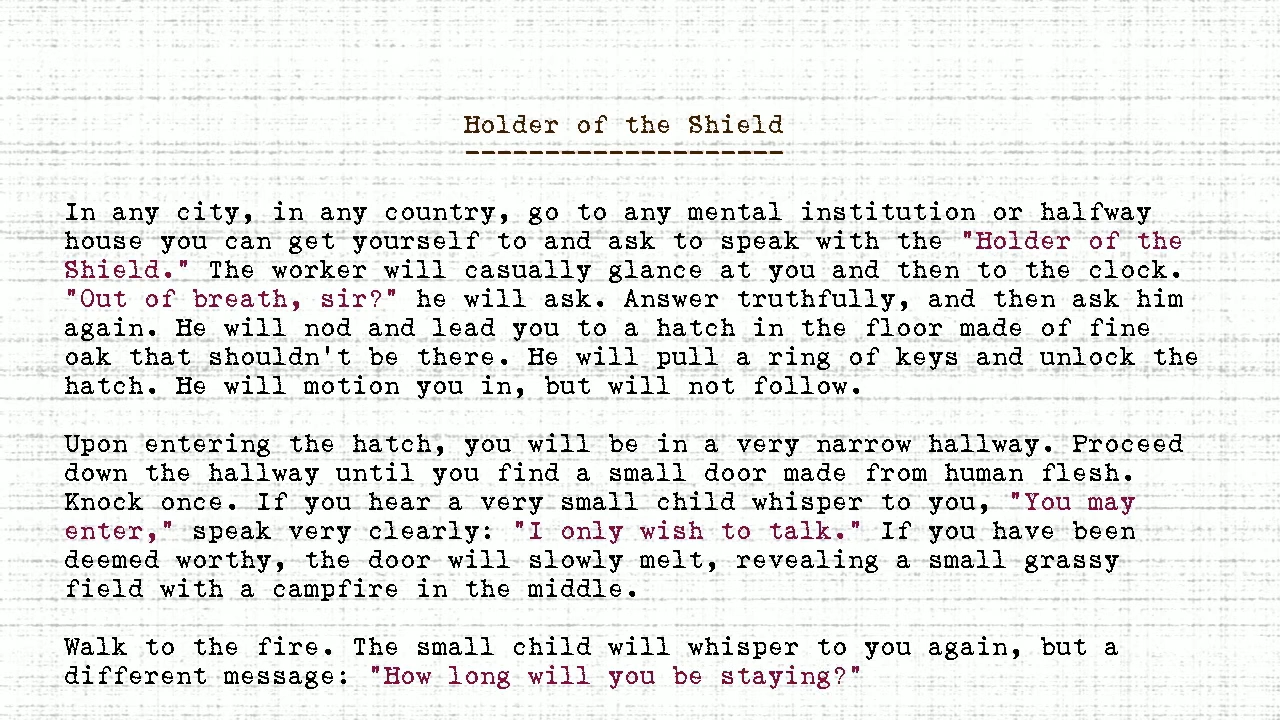 Holder of the Shield
--------------------
In any city, in any country, go to any mental institution or halfway
house you can get yourself to and ask to speak with the "Holder of the
Shield." The worker will casually glance at you and then to the clock.
"Out of breath, sir?" he will ask. Answer truthfully, and then ask him
again. He will nod and lead you to a hatch in the floor made of fine
oak that shouldn't be there. He will pull a ring of keys and unlock the
hatch. He will motion you in, but will not follow.
Upon entering the hatch, you will be in a very narrow hallway. Proceed
down the hallway until you find a small door made from human flesh.
Knock once. If you hear a very small child whisper to you, "You may
enter," speak very clearly: "I only wish to talk." If you have been
deemed worthy, the door will slowly melt, revealing a small grassy
field with a campfire in the middle.
Walk to the fire. The small child will whisper to you again, but a
different message: "How long will you be staying?"